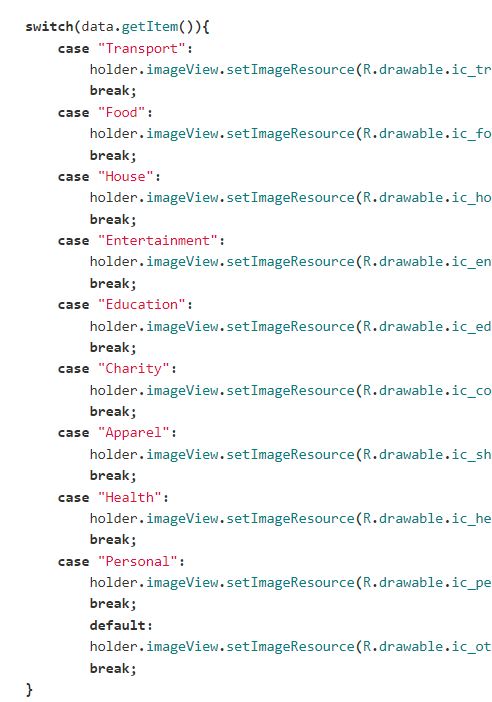 switch(data.getItem()){
    case "Transport":
        holder.imageView.setImageResource(R.drawable.ic_tr
        break;
    case "Food":
        holder.imageView.setImageResource(R.drawable.ic_fo
        break;
    case "House":
        holder.imageView.setImageResource(R.drawable.ic_ho
        break;
    case "Entertainment":
        holder.imageView.setImageResource(R.drawable.ic_en
        break;
    case "Education":
        holder.imageView.setImageResource(R.drawable.ic_ed
        break;
    case "Charity":
        holder.imageView.setImageResource(R.drawable.ic_co
        break;
    case "Apparel":
        holder.imageView.setImageResource(R.drawable.ic_sh
        break;
    case "Health":
        holder.imageView.setImageResource(R.drawable.ic_he
        break;
    case "Personal":
        holder.imageView.setImageResource(R.drawable.ic_pe
        break;
        default:
        holder.imageView.setImageResource(R.drawable.ic_ot
        break;
}